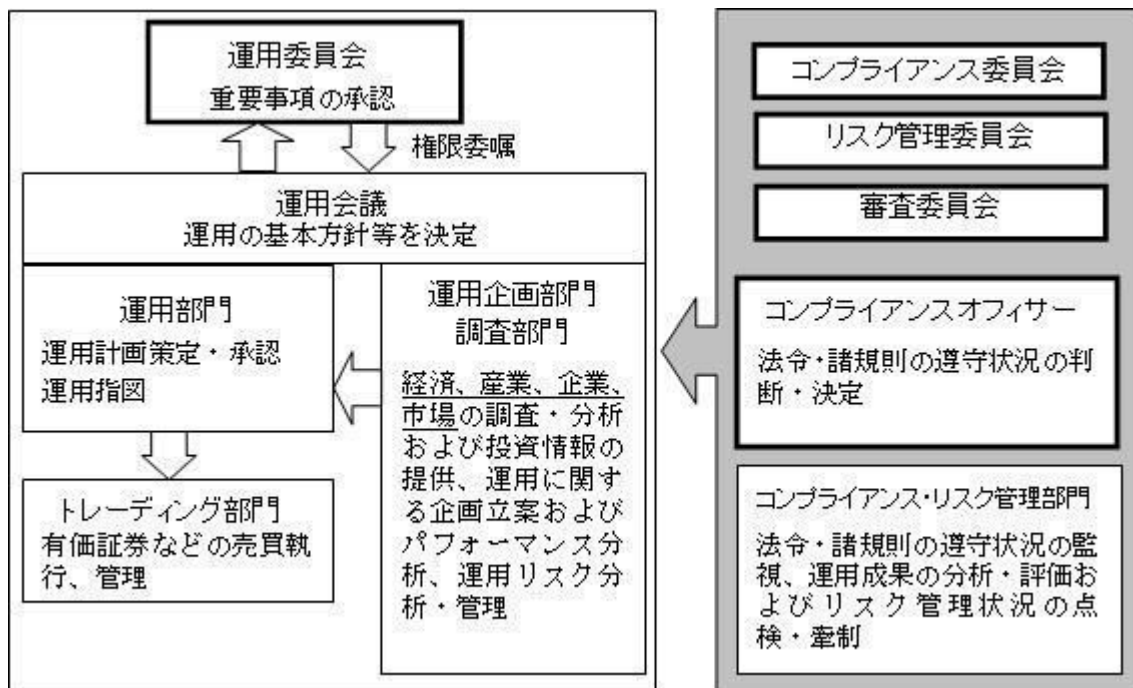 運用委員会
重要事項の承認
権限委嘱
運用会議
運用の基本方針等を決定
運用部門
運用計画策定・承認
運用指図
トレーディング部門
有価証券などの売買執
行、管理
運用企画部門
調査部門
経済、産業、企業、
市場の調査・分析
および投資情報の
提供、運用に関す
る企画立案および
パフォーマンス分
析、運用リスク分
析・管理
コンプライアンス委員会
リスク管理委員会
審査委員会
コンプライアンスオフィサー
法令・諸規則の遵守状況の判
断・決定
コンプライアンス・リスク管理部門
法令・諸規則の遵守状況の監
視、運用成果の分析・評価お
よびリスク管理状況の点
検・牽制